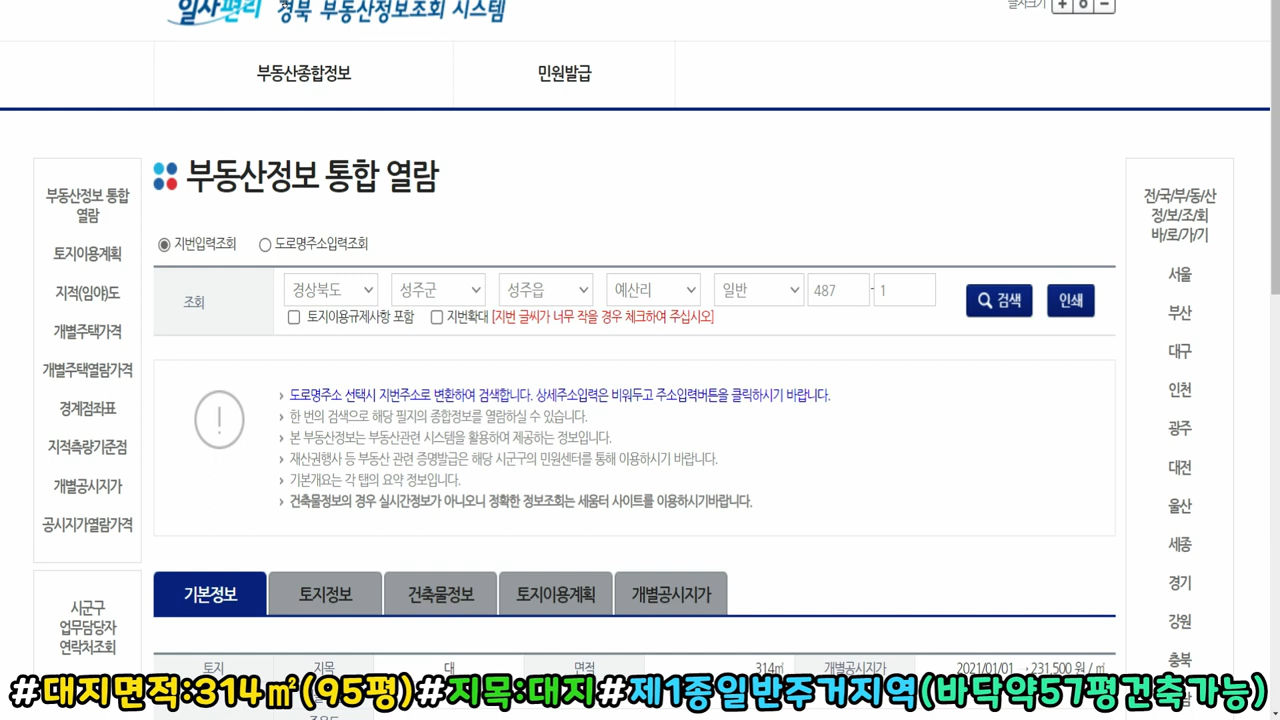 일사편리 경북 부동산정보조회 시스템
글자크기 + o -
부동산종합정보 민원발급
부동산정보 통합 열람
토지이용계획
지적(임야)도
개별주택가격
개별주택열람가격
경계점좌표
지적측량기준점
개별공시지가
공시지가열람가격
시군구
업무담당자
연락처조회
부동산정보 통합 열람
지번입력조회 도로명주소입력조회
조회 경상북도 성주군 성주읍 예산리 일반 487 - 1 검색 인쇄
토지이용규제사항 포함 지번확대 [지번 글씨가 너무 작을 경우 체크하여 주십시오]
› 도로명주소 선택시 지번주소로 변환하여 검색합니다. 상세주소입력은 비워두고 주소입력버튼을 클릭하시기 바랍니다.
› 한 번의 검색으로 해당 필지의 종합정보를 열람하실 수 있습니다.
› 본 부동산정보는 부동산관련 시스템을 활용하여 제공하는 정보입니다.
› 재산권행사 등 부동산 관련 증명발급은 해당 시군구의 민원센터를 통해 이용하시기 바랍니다.
› 기본개요는 각 탭의 요약 정보입니다.
› 건축물정보의 경우 실시간정보가 아니오니 정확한 정보조회는 세움터 사이트를 이용하시기바랍니다.
기본정보 토지정보 건축물정보 토지이용계획 개별공시지가
토지 지목 대 면적 314㎡ 개별공시지가 2021/01/01 → 231,500 원 / ㎡
전/국/부/동/산
정/보/조/회
바/로/가/기
서울
부산
대구
인천
광주
대전
울산
세종
경기
강원
충북
#대지면적:314㎡(95평)#지목:대지#제1종일반주거지역(바닥약57평건축가능)